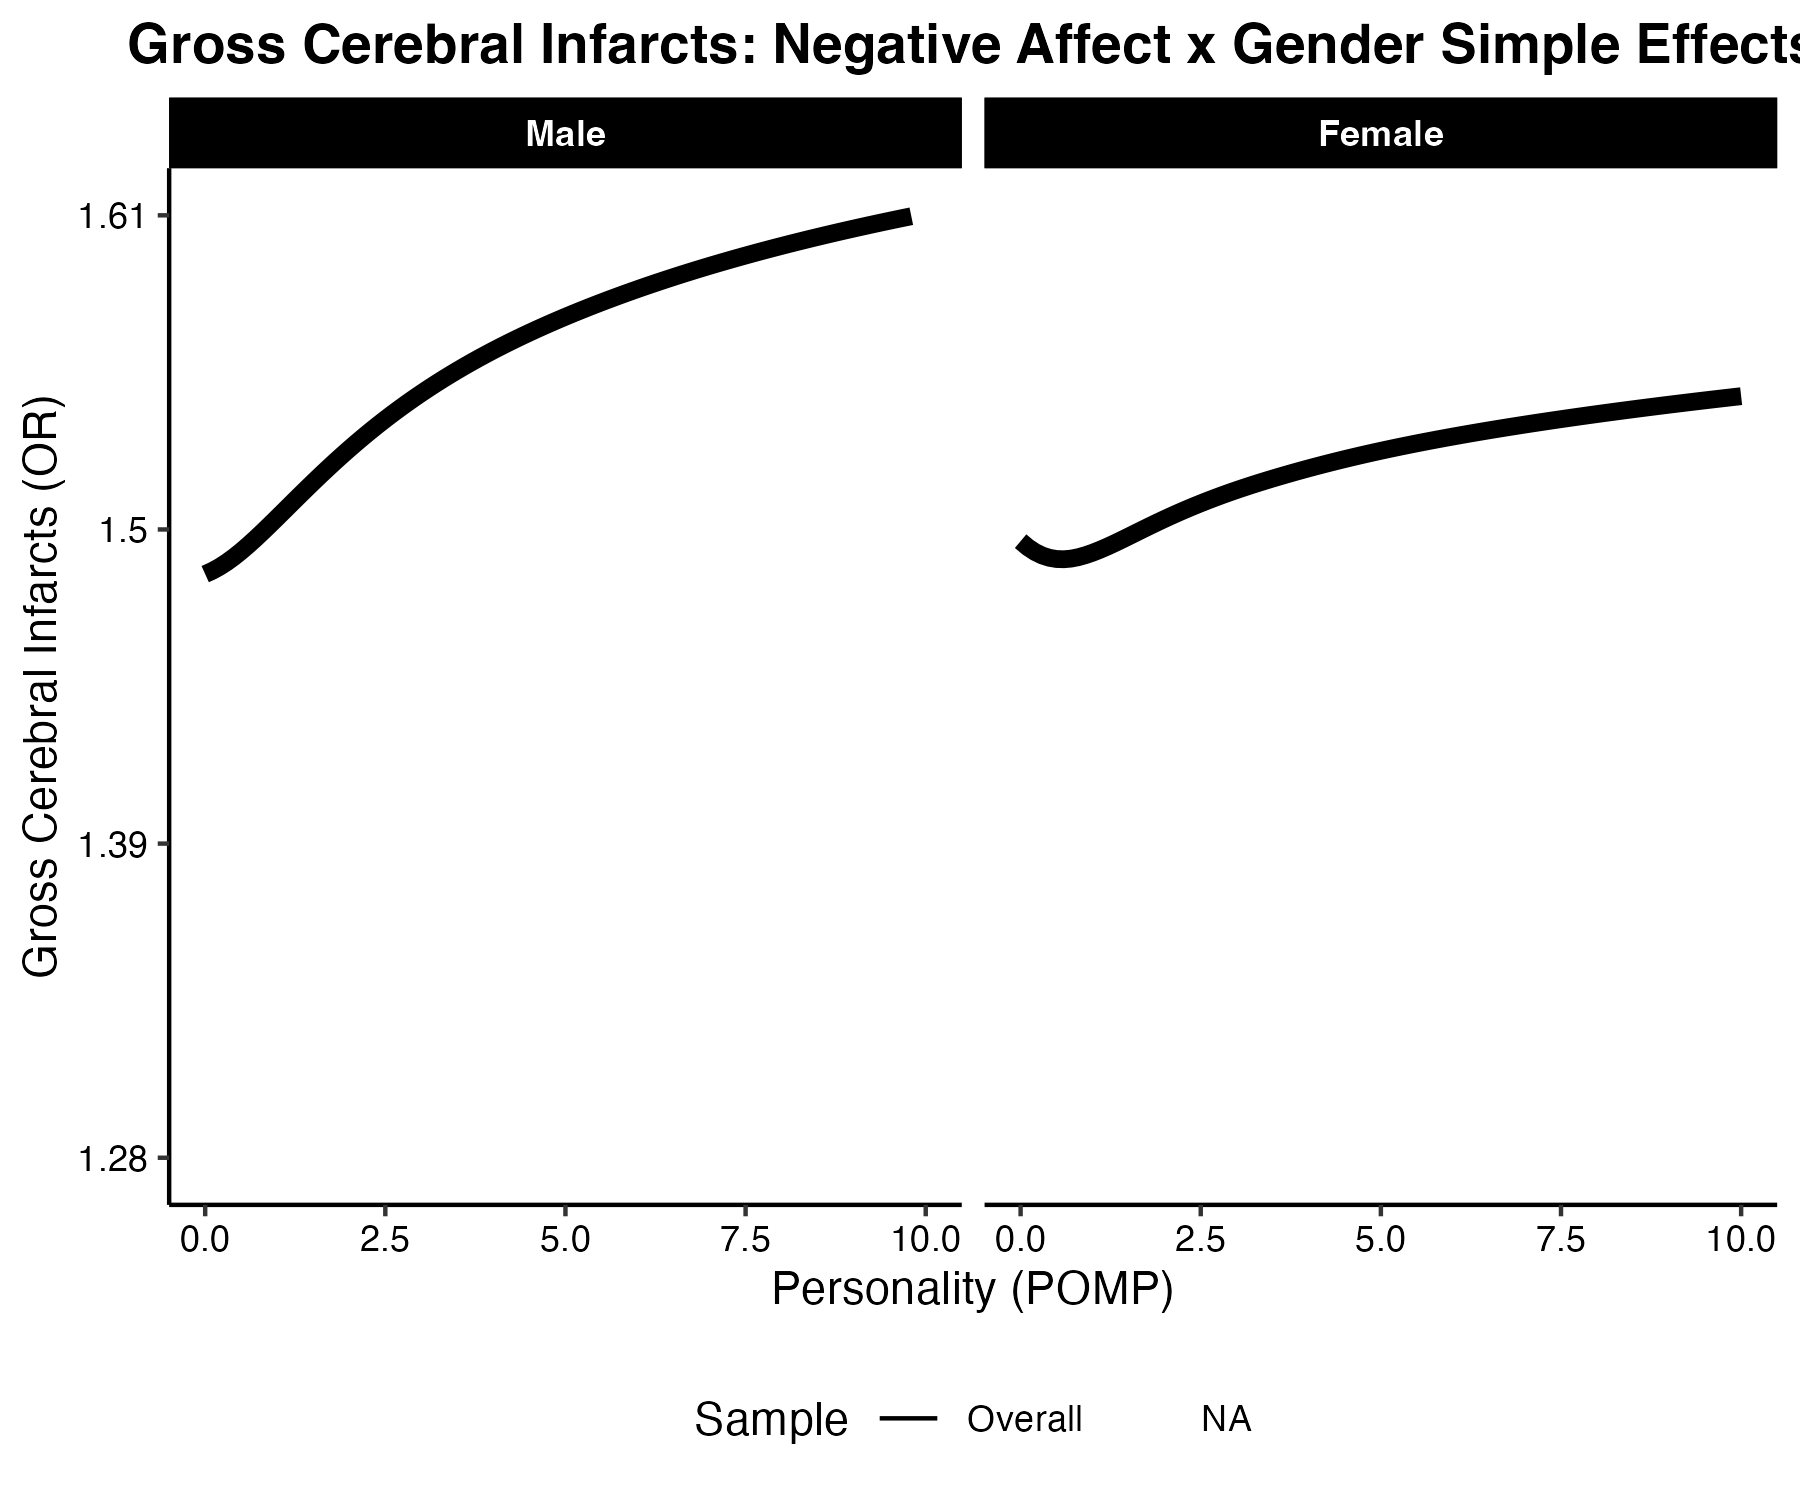 Gross Cerebral Infarcts: Negative Affect x Gender Simple Effects
Male Female
Gross Cerebral Infarcts (OR)
1.61
1.5
1.39
1.28
0.0 2.5 5.0 7.5 10.0 0.0 2.5 5.0 7.5 10.0
Personality (POMP)
Sample Overall NA